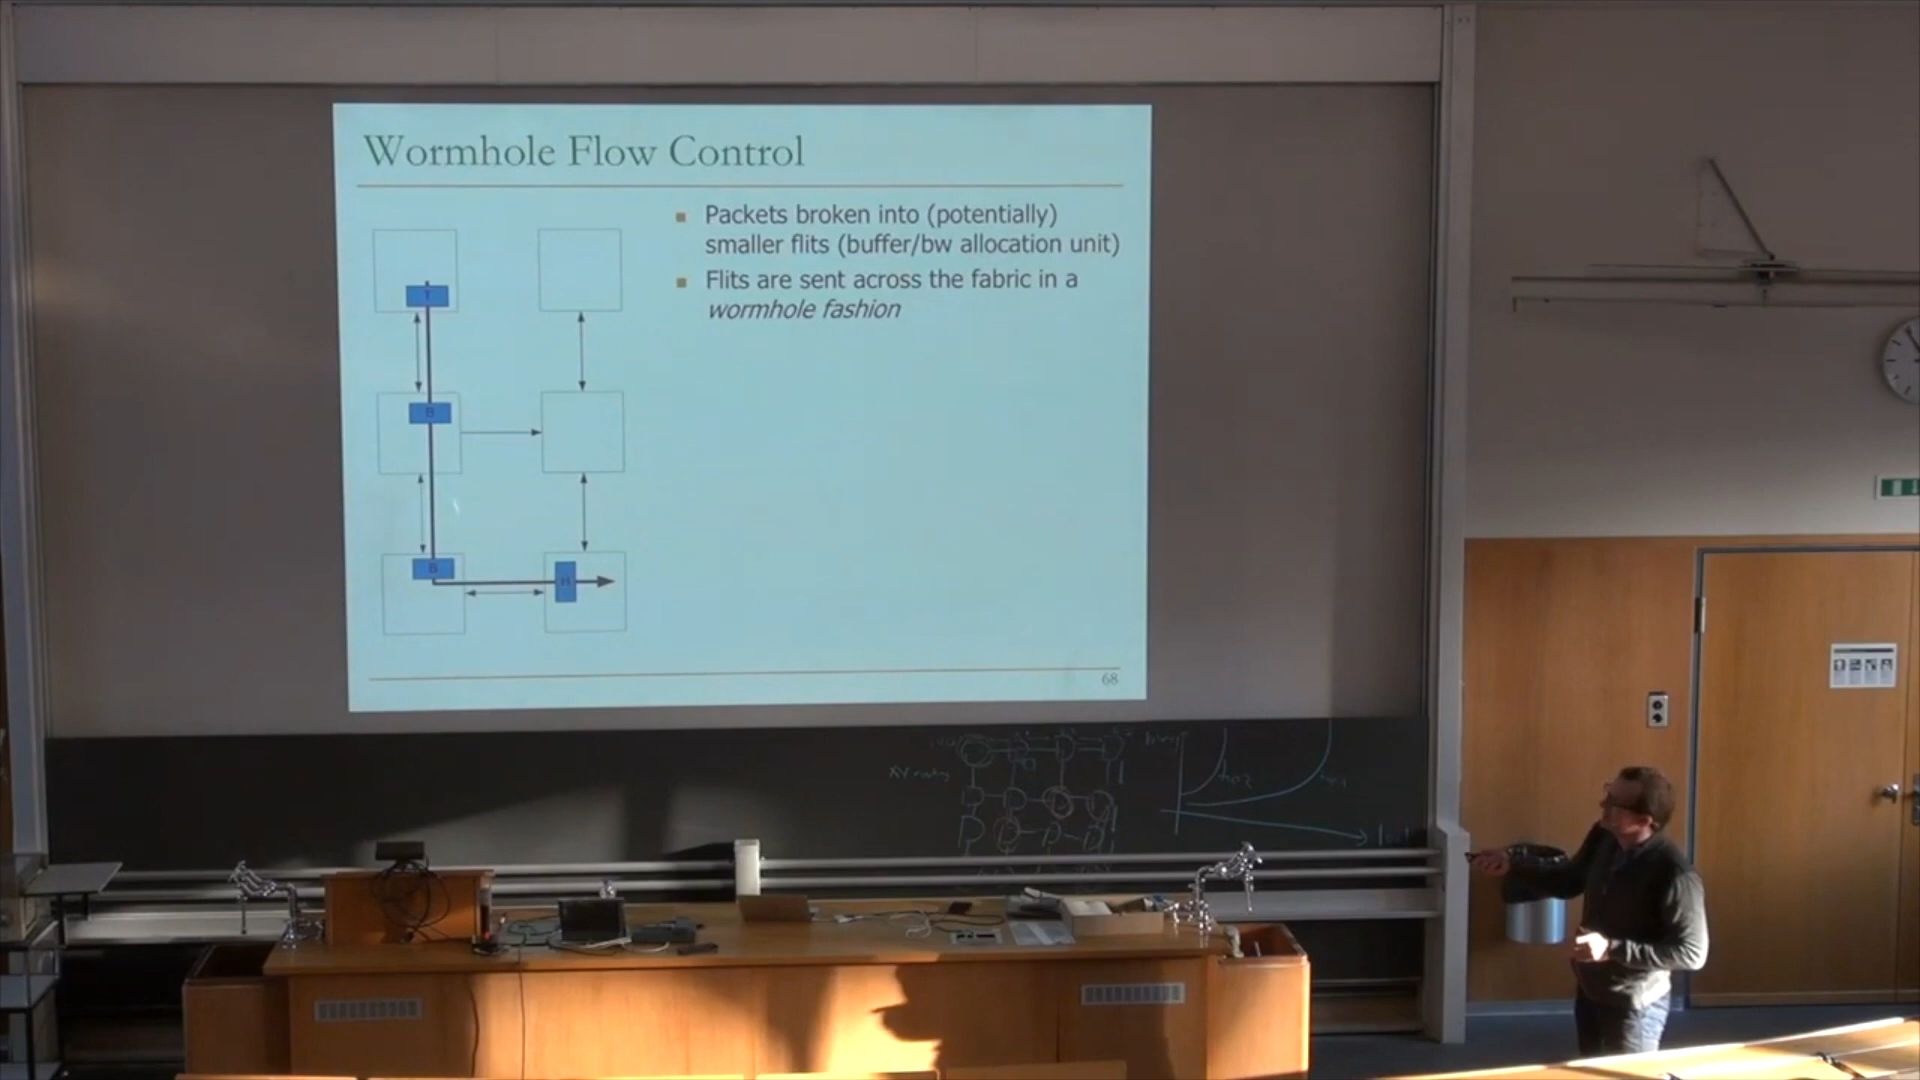 Wormhole Flow Control
Packets broken into (potentially)
smaller flits (buffer/bw allocation unit)
Flits are sent across the fabric in a
wormhole fashion
T
B
B
H
68